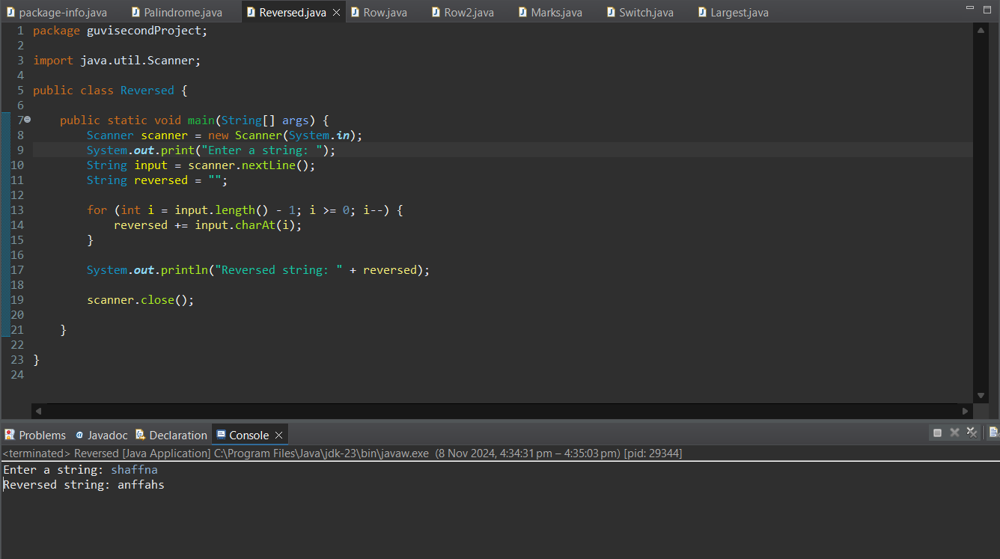 package-info.java Palindrome.java Reversed.java Row.java Row2.java Marks.java Switch.java Largest.java
1 package guvisecondProject;
2
3 import java.util.Scanner;
4
5 public class Reversed {
6
7     public static void main(String[] args) {
8         Scanner scanner = new Scanner(System.in);
9         System.out.print("Enter a string: ");
10         String input = scanner.nextLine();
11         String reversed = "";
12
13         for (int i = input.length() - 1; i >= 0; i--) {
14             reversed += input.charAt(i);
15         }
16
17         System.out.println("Reversed string: " + reversed);
18
19         scanner.close();
20
21     }
22
23 }
24
Problems @ Javadoc Declaration Console
<terminated> Reversed [Java Application] C:\Program Files\Java\jdk-23\bin\javaw.exe (8 Nov 2024, 4:34:31 pm – 4:35:03 pm) [pid: 29344]
Enter a string: shaffna
Reversed string: anffahs